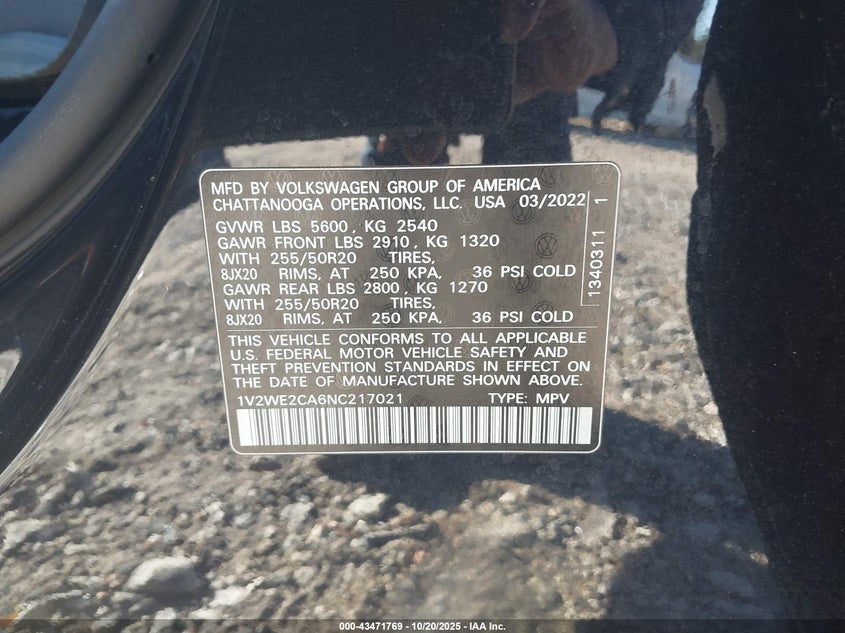 MFD BY VOLKSWAGEN GROUP OF AMERICA
CHATTANOOGA OPERATIONS, LLC. USA 03/2022
GVWR LBS 5600, KG 2540
GAWR FRONT LBS 2910, KG 1320
WITH 255/50R20 TIRES,
8JX20 RIMS, AT 250 KPA, 36 PSI COLD
GAWR REAR LBS 2800, KG 1270
WITH 255/50R20 TIRES,
8JX20 RIMS, AT 250 KPA, 36 PSI COLD
1340311 1
THIS VEHICLE CONFORMS TO ALL APPLICABLE
U.S. FEDERAL MOTOR VEHICLE SAFETY AND
THEFT PREVENTION STANDARDS IN EFFECT ON
THE DATE OF MANUFACTURE SHOWN ABOVE.
1V2WE2CA6NC217021 TYPE: MPV
000-43471769 - 10/20/2025 - IAA Inc.